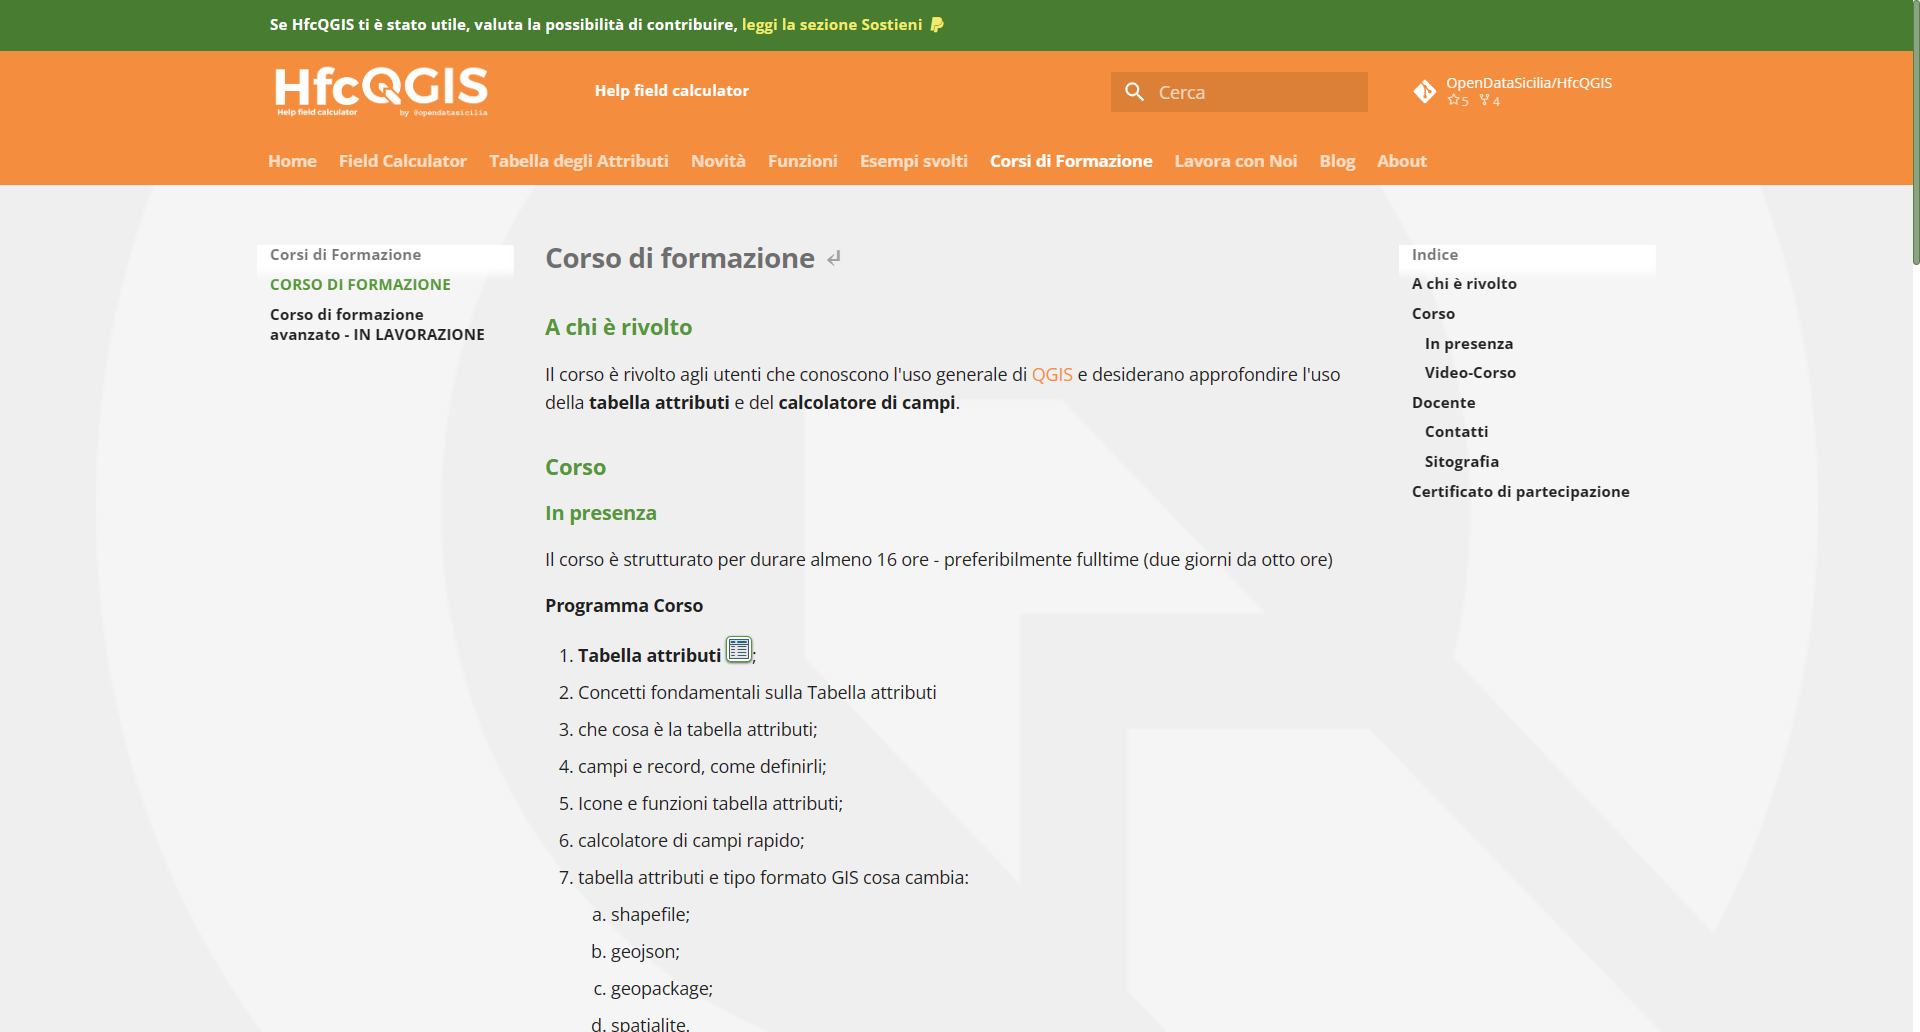 Se HfcQGIS ti è stato utile, valuta la possibilità di contribuire, leggi la sezione Sostieni
HfcQGIS
Help field calculator by @opendatasicilia
Help field calculator
Cerca
OpenDataSicilia/HfcQGIS
5 4
Home Field Calculator Tabella degli Attributi Novità Funzioni Esempi svolti Corsi di Formazione Lavora con Noi Blog About
Corsi di Formazione
CORSO DI FORMAZIONE
Corso di formazione
avanzato - IN LAVORAZIONE
Corso di formazione
A chi è rivolto
Il corso è rivolto agli utenti che conoscono l'uso generale di QGIS e desiderano approfondire l'uso
della tabella attributi e del calcolatore di campi.
Corso
In presenza
Il corso è strutturato per durare almeno 16 ore - preferibilmente fulltime (due giorni da otto ore)
Programma Corso
1. Tabella attributi ;
2. Concetti fondamentali sulla Tabella attributi
3. che cosa è la tabella attributi;
4. campi e record, come definirli;
5. Icone e funzioni tabella attributi;
6. calcolatore di campi rapido;
7. tabella attributi e tipo formato GIS cosa cambia:
a. shapefile;
b. geojson;
c. geopackage;
d. spatialite.
Indice
A chi è rivolto
Corso
In presenza
Video-Corso
Docente
Contatti
Sitografia
Certificato di partecipazione